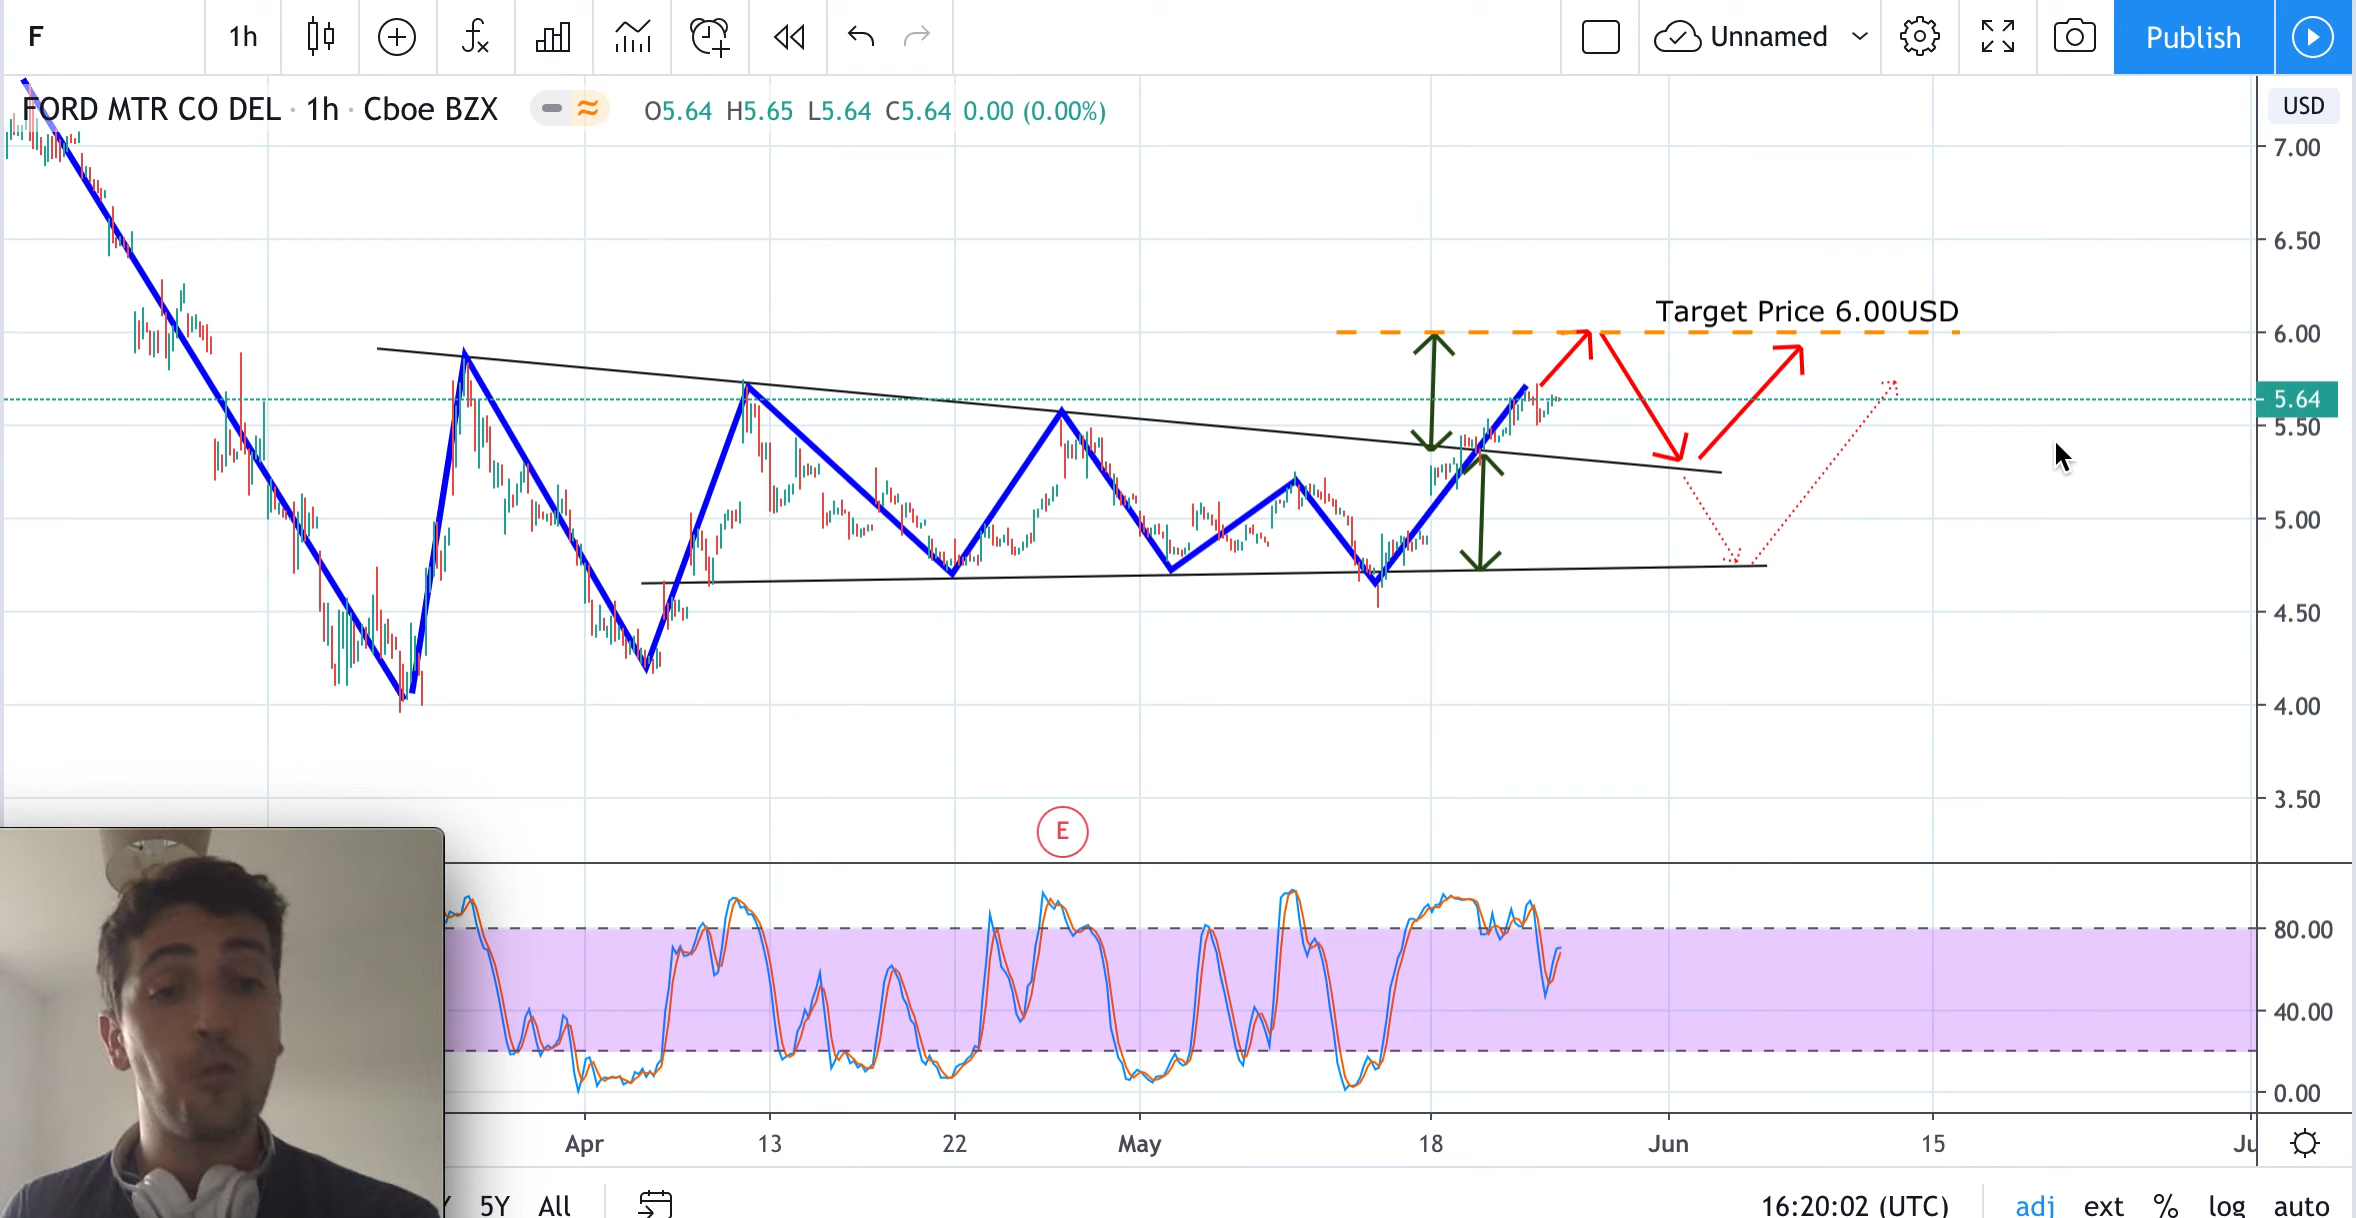 F 1h Unnamed Publish
FORD MTR CO DEL · 1h · Cboe BZX O5.64 H5.65 L5.64 C5.64 0.00 (0.00%)
USD
7.00
6.50
Target Price 6.00USD
6.00
5.64
5.50
5.00
4.50
4.00
3.50
E
80.00
40.00
0.00
Apr 13 22 May 18 Jun 15
5Y All 16:20:02 (UTC) adj ext % log auto